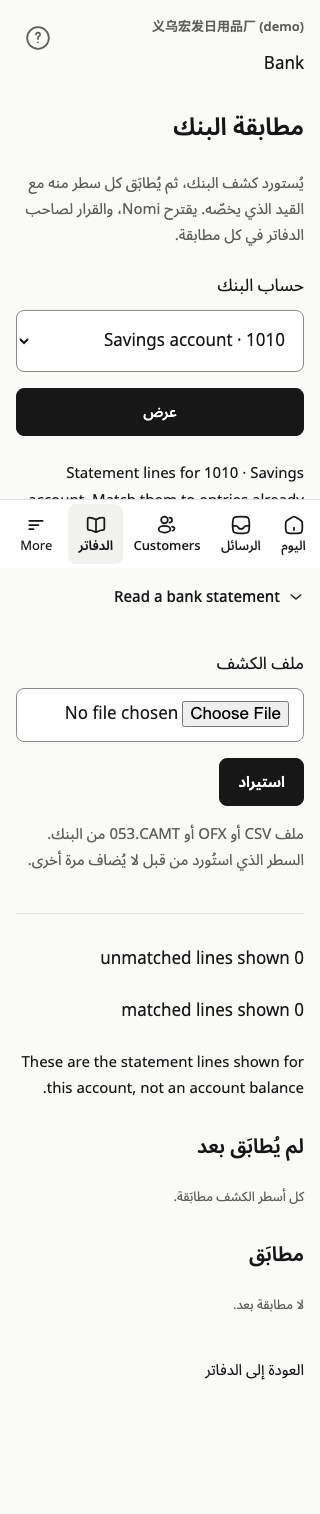 义乌宏发日用品厂 (demo)
Bank
مطابقة البنك
يُستورد كشف البنك، ثم يُطابَق كل سطر منه مع
القيد الذي يخصّه. يقترح Nomi، والقرار لصاحب
الدفاتر في كل مطابقة.
حساب البنك
Savings account · 1010
عرض
Statement lines for 1010 · Savings
account. Match them to entries already
اليوم
الرسائل
Customers
الدفاتر
More
Read a bank statement
ملف الكشف
Choose File No file chosen
استيراد
ملف CSV أو OFX أو CAMT.053 من البنك.
السطر الذي استُورد من قبل لا يُضاف مرة أخرى.
0 unmatched lines shown
0 matched lines shown
These are the statement lines shown for
this account, not an account balance.
لم يُطابَق بعد
كل أسطر الكشف مطابَقة.
مطابَق
لا مطابقة بعد.
العودة إلى الدفاتر